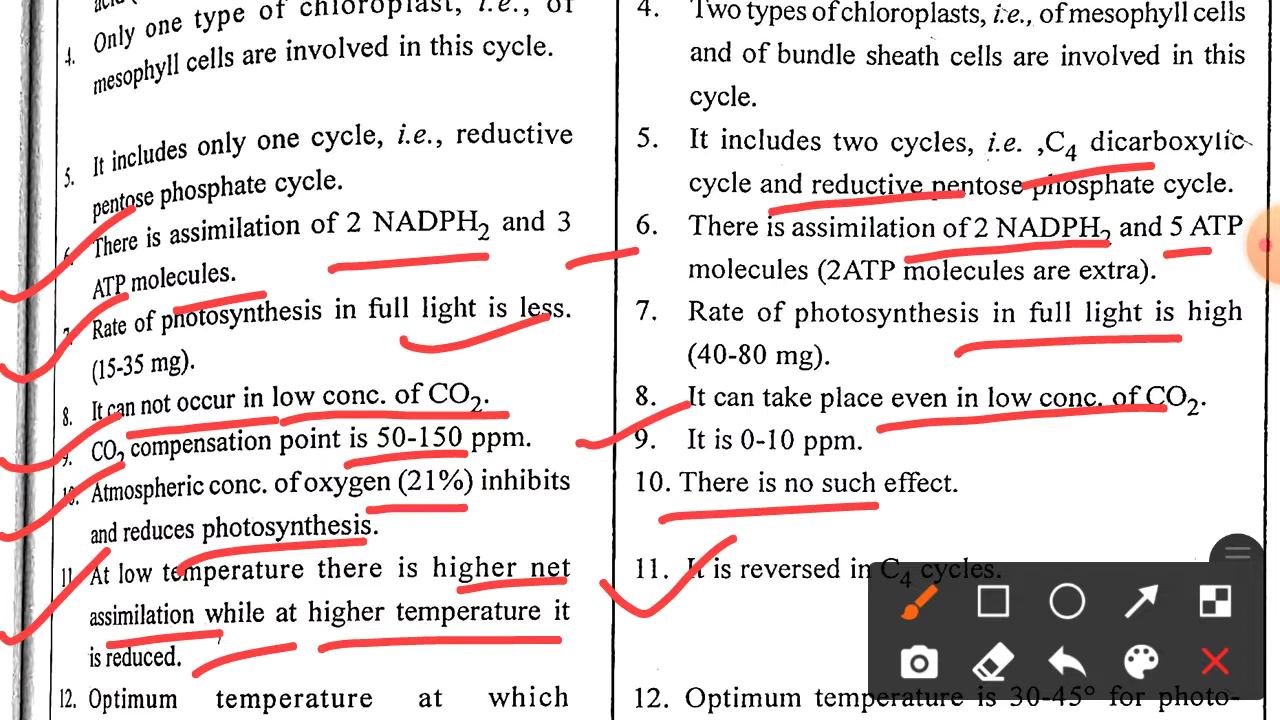 acid
4. Only one type of chloroplast, i.e., of
mesophyll cells are involved in this cycle.
5. It includes only one cycle, i.e., reductive
pentose phosphate cycle.
6. There is assimilation of 2 NADPH₂ and 3
ATP molecules.
7. Rate of photosynthesis in full light is less.
(15-35 mg).
8. It can not occur in low conc. of CO₂.
9. CO₂ compensation point is 50-150 ppm.
10. Atmospheric conc. of oxygen (21%) inhibits
and reduces photosynthesis.
11. At low temperature there is higher net
assimilation while at higher temperature it
is reduced.
12. Optimum temperature at which
4. Two types of chloroplasts, i.e., of mesophyll cells
and of bundle sheath cells are involved in this
cycle.
5. It includes two cycles, i.e. ,C₄ dicarboxylic
cycle and reductive pentose phosphate cycle.
6. There is assimilation of 2 NADPH₂ and 5 ATP
molecules (2ATP molecules are extra).
7. Rate of photosynthesis in full light is high
(40-80 mg).
8. It can take place even in low conc. of CO₂.
9. It is 0-10 ppm.
10. There is no such effect.
11. It is reversed in C₄ cycles.
12. Optimum temperature is 30-45° for photo-